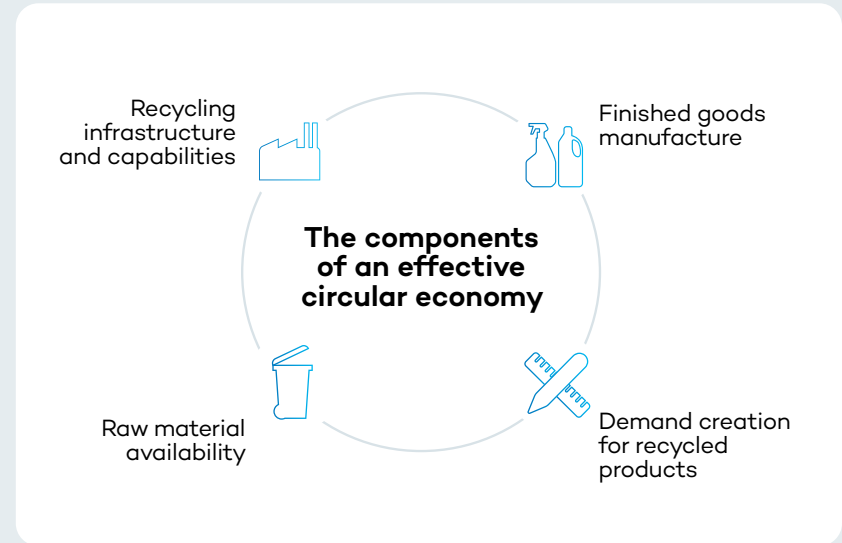 Recycling
infrastructure
and capabilities
Finished goods
manufacture
The components
of an effective
circular economy
Raw material
availability
Demand creation
for recycled
products